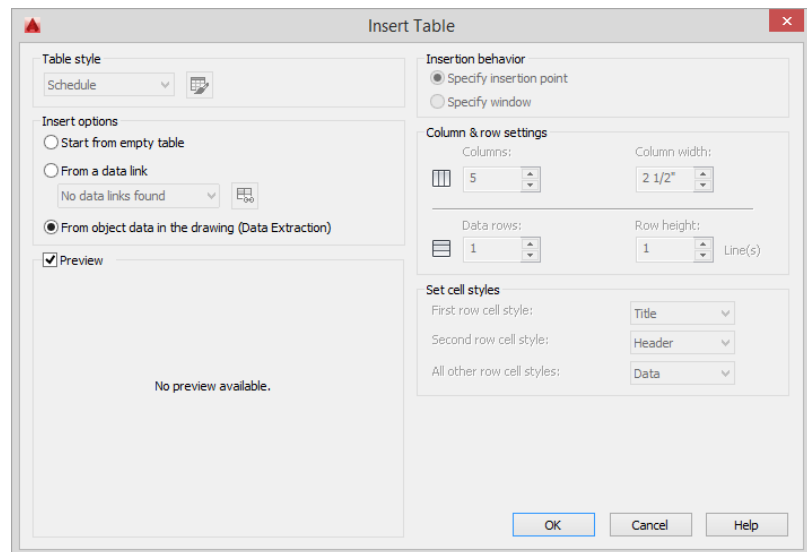 Insert Table
Table style
Schedule
Insert options
Start from empty table
From a data link
No data links found
From object data in the drawing (Data Extraction)
Preview
No preview available.
Insertion behavior
Specify insertion point
Specify window
Column & row settings
Columns: Column width:
5 2 1/2"
Data rows: Row height:
1 1 Line(s)
Set cell styles
First row cell style: Title
Second row cell style: Header
All other row cell styles: Data
OK Cancel Help